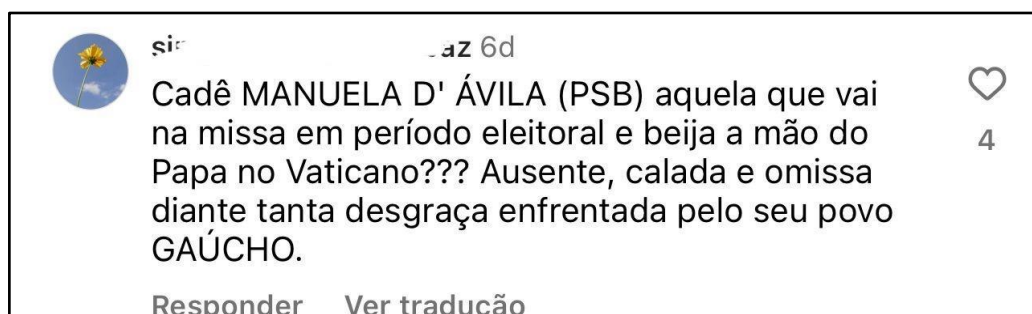 6d
Cadê MANUELA D' ÁVILA (PSB) aquela que vai
na missa em período eleitoral e beija a mão do
Papa no Vaticano??? Ausente, calada e omissa
diante tanta desgraça enfrentada pelo seu povo
GAÚCHO.
4
Responder Ver tradução